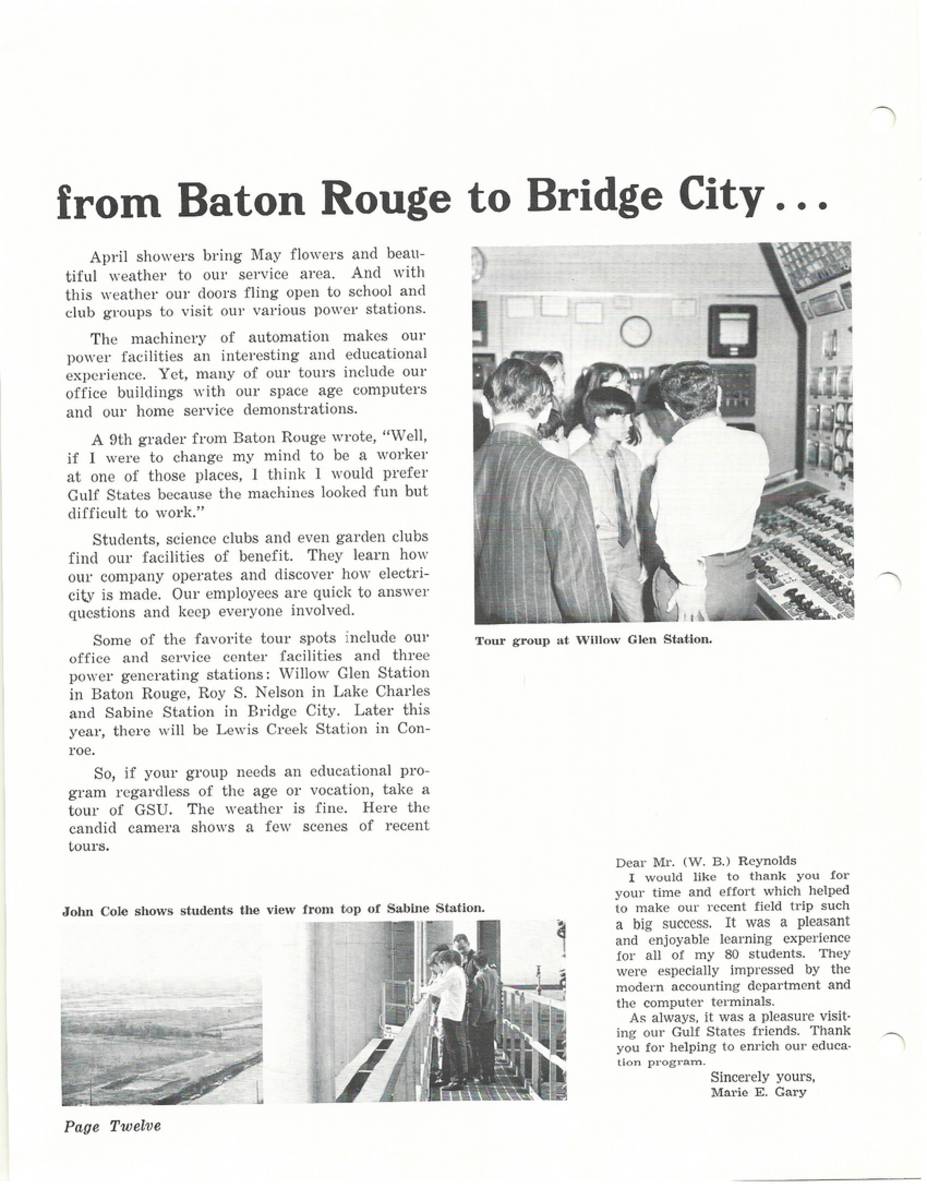 from Baton Rouge to Bridge City...
April showers bring May flowers and beau-
tiful weather to our service area. And with
this weather our doors fling open to school and
club groups to visit our various power stations.
The machinery of automation makes our
power facilities an interesting and educational
experience. Yet, many of our tours include our
office buildings with our space age computers
and our home service demonstrations.
A 9th grader from Baton Rouge wrote, “Well,
if I were to change my mind to be a worker
at one of those places, I think I would prefer
Gulf States because the machines looked fun but
difficult to work.”
Students, science clubs and even garden clubs
find our facilities of benefit. They learn how
our company operates and discover how electri-
city is made. Our employees are quick to answer
questions and keep everyone involved.
Some of the favorite tour spots include our
office and service center facilities and three
power generating stations: Willow Glen Station
in Baton Rouge, Roy S. Nelson in Lake Charles
and Sabine Station in Bridge City. Later this
year, there will be Lewis Creek Station in Con-
roe.
So, if your group needs an educational pro-
gram regardless of the age or vocation, take a
tour of GSU. The weather is fine. Here the
candid camera shows a few scenes of recent
tours.
Tour group at Willow Glen Station.
John Cole shows students the view from top of Sabine Station.
Dear Mr. (W. B.) Reynolds
I would like to thank you for
your time and effort which helped
to make our recent field trip such
a big success. It was a pleasant
and enjoyable learning experience
for all of my 80 students. They
were especially impressed by the
modern accounting department and
the computer terminals.
As always, it was a pleasure visit-
ing our Gulf States friends. Thank
you for helping to enrich our educa-
tion program.
Sincerely yours,
Marie E. Gary
Page Twelve